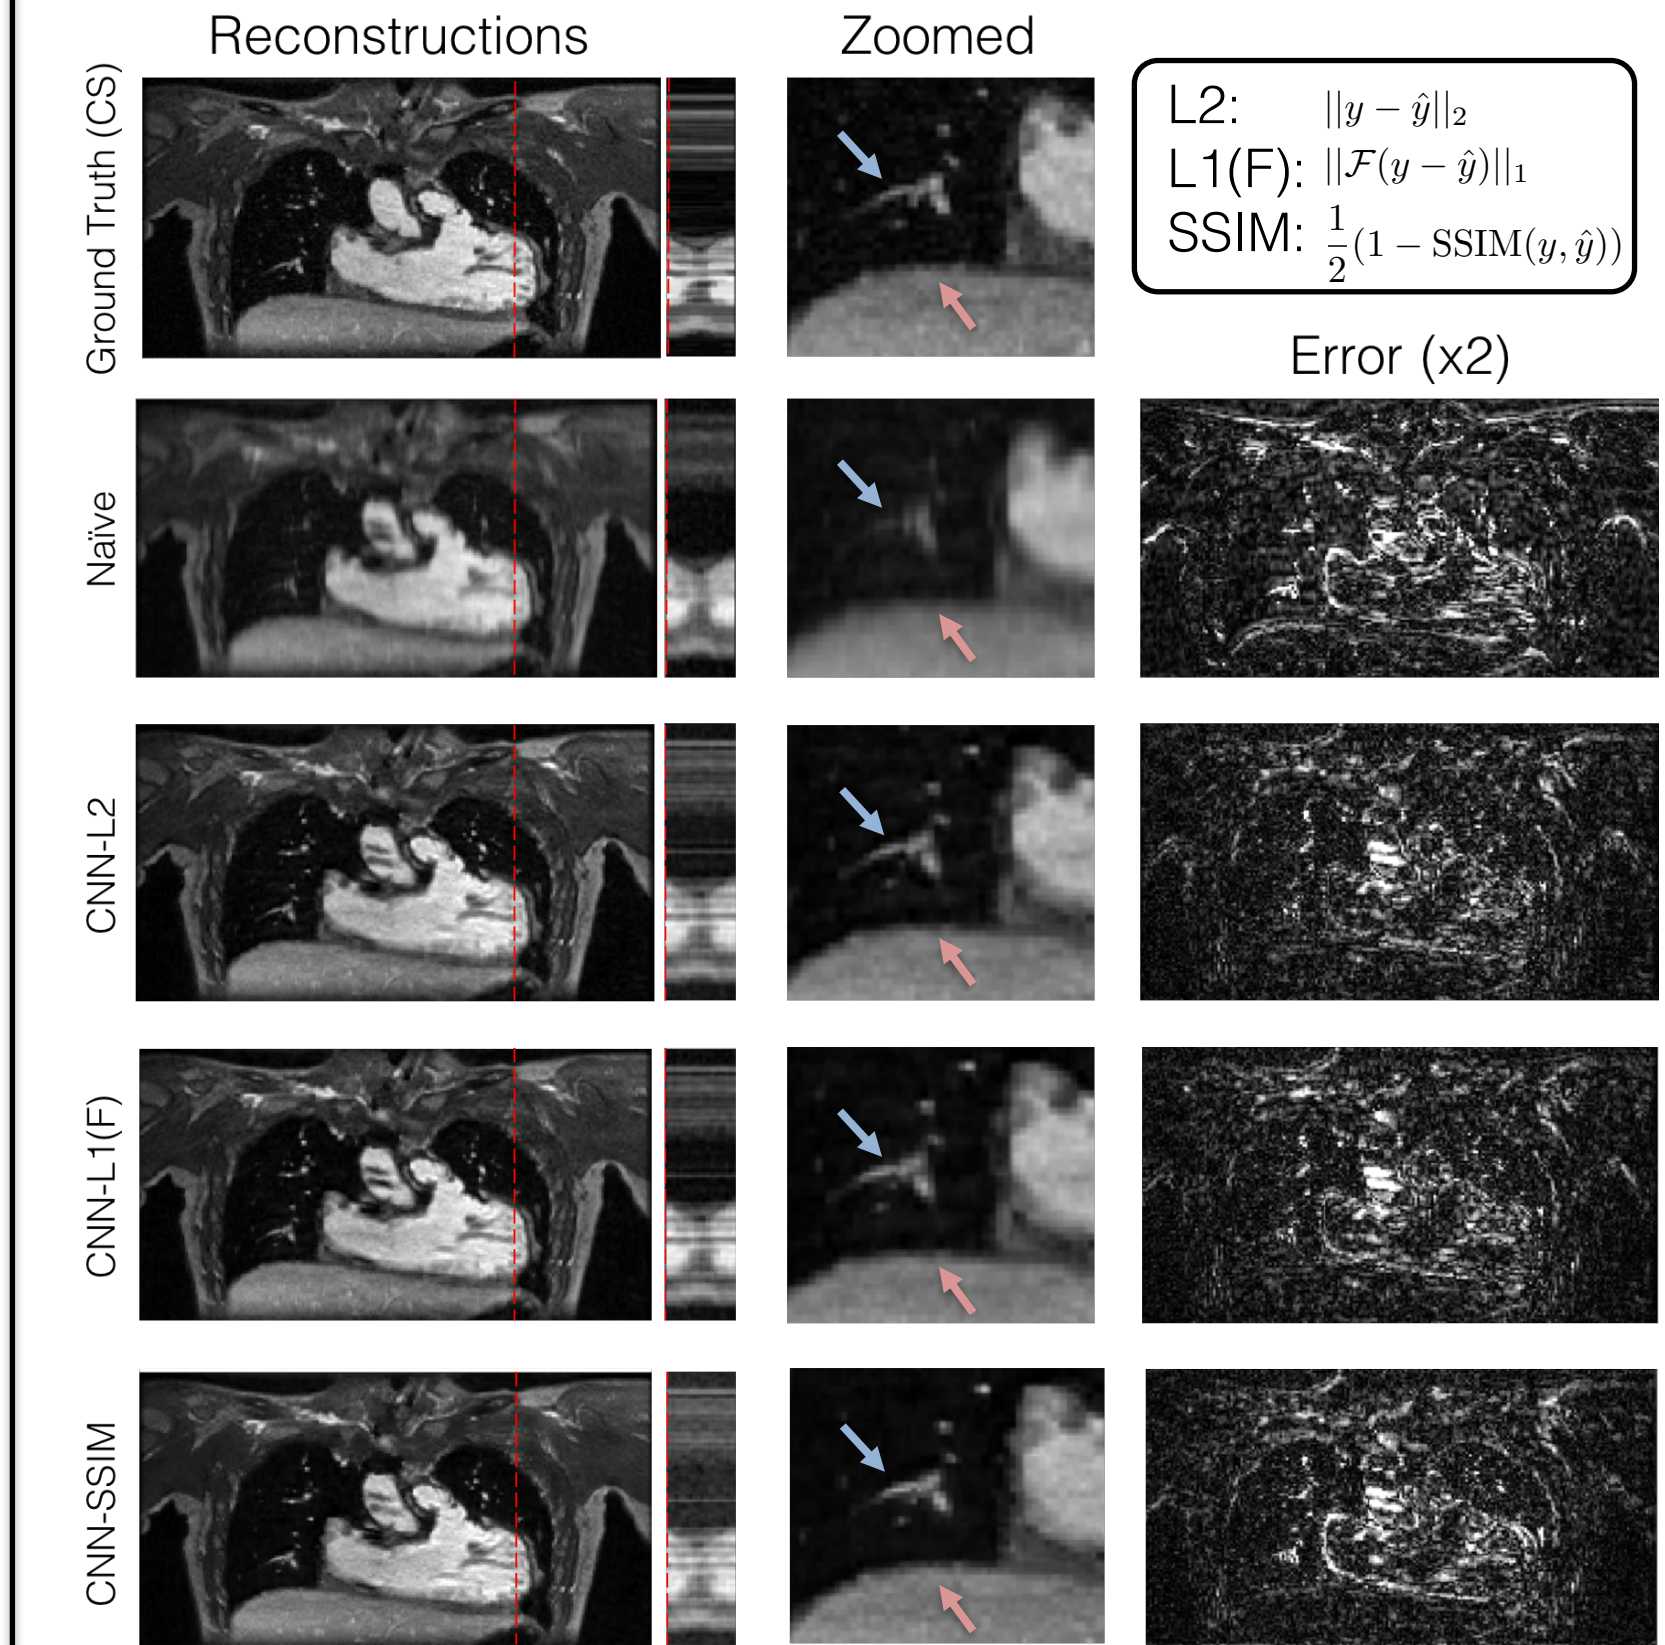 Reconstructions
Zoomed
Ground Truth (CS)
L2: ||y − ŷ||₂
L1(F): ||ℱ(y − ŷ)||₁
SSIM: 1/2(1 − SSIM(y, ŷ))
Error (x2)
Naïve
CNN-L2
CNN-L1(F)
CNN-SSIM